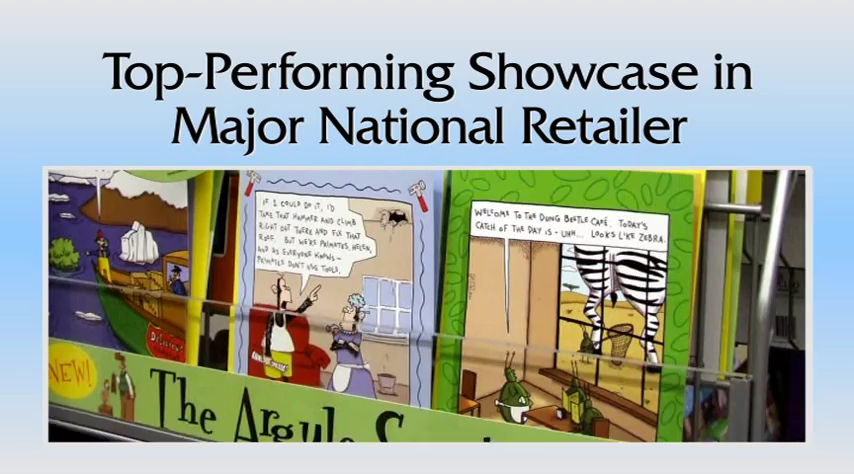 Top-Performing Showcase in
Major National Retailer
IF I COULD DO IT, I'D
TAKE THAT HAMMER AND CLIMB
RIGHT OUT THERE AND FIX THAT
ROOF. BUT WE'RE PRIMATES, HELEN,
AND AS EVERYONE KNOWS—
PRIMATES DON'T USE TOOLS.
WELCOME TO THE DUNG BEETLE CAFÉ. TODAY'S
CATCH OF THE DAY IS - UHH... LOOKS LIKE ZEBRA.
NEW!
The Argyle